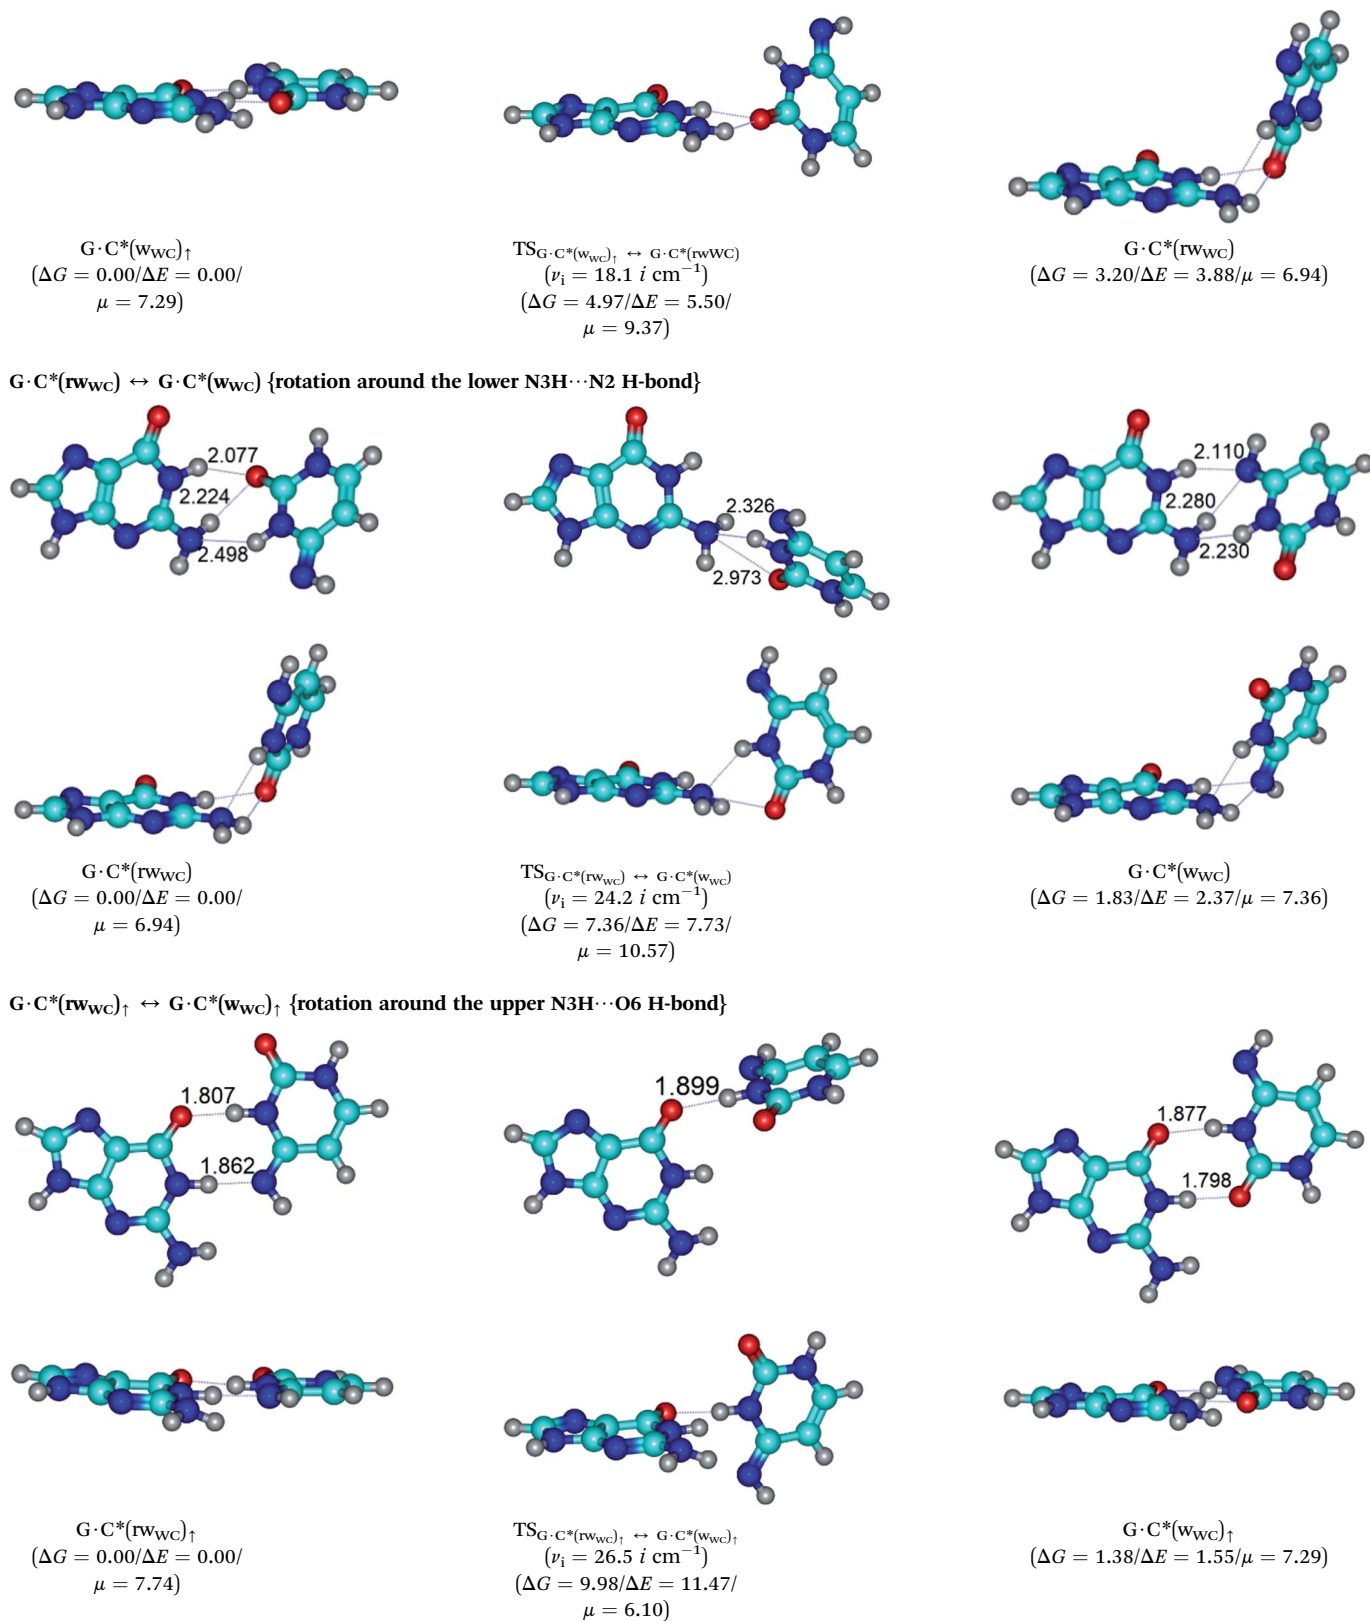 G·C*(w_WC)↑
(ΔG = 0.00/ΔE = 0.00/
μ = 7.29)
TS_G·C*(w_WC)↑ ↔ G·C*(rwWC)
(ν_i = 18.1 i cm⁻¹)
(ΔG = 4.97/ΔE = 5.50/
μ = 9.37)
G·C*(rw_WC)
(ΔG = 3.20/ΔE = 3.88/μ = 6.94)
G·C*(rw_WC) ↔ G·C*(w_WC) {rotation around the lower N3H⋯N2 H-bond}
2.077
2.224
2.498
2.326
2.973
2.110
2.280
2.230
G·C*(rw_WC)
(ΔG = 0.00/ΔE = 0.00/
μ = 6.94)
TS_G·C*(rw_WC) ↔ G·C*(w_WC)
(ν_i = 24.2 i cm⁻¹)
(ΔG = 7.36/ΔE = 7.73/
μ = 10.57)
G·C*(w_WC)
(ΔG = 1.83/ΔE = 2.37/μ = 7.36)
G·C*(rw_WC)↑ ↔ G·C*(w_WC)↑ {rotation around the upper N3H⋯O6 H-bond}
1.807
1.862
1.899
1.877
1.798
G·C*(rw_WC)↑
(ΔG = 0.00/ΔE = 0.00/
μ = 7.74)
TS_G·C*(rw_WC)↑ ↔ G·C*(w_WC)↑
(ν_i = 26.5 i cm⁻¹)
(ΔG = 9.98/ΔE = 11.47/
μ = 6.10)
G·C*(w_WC)↑
(ΔG = 1.38/ΔE = 1.55/μ = 7.29)